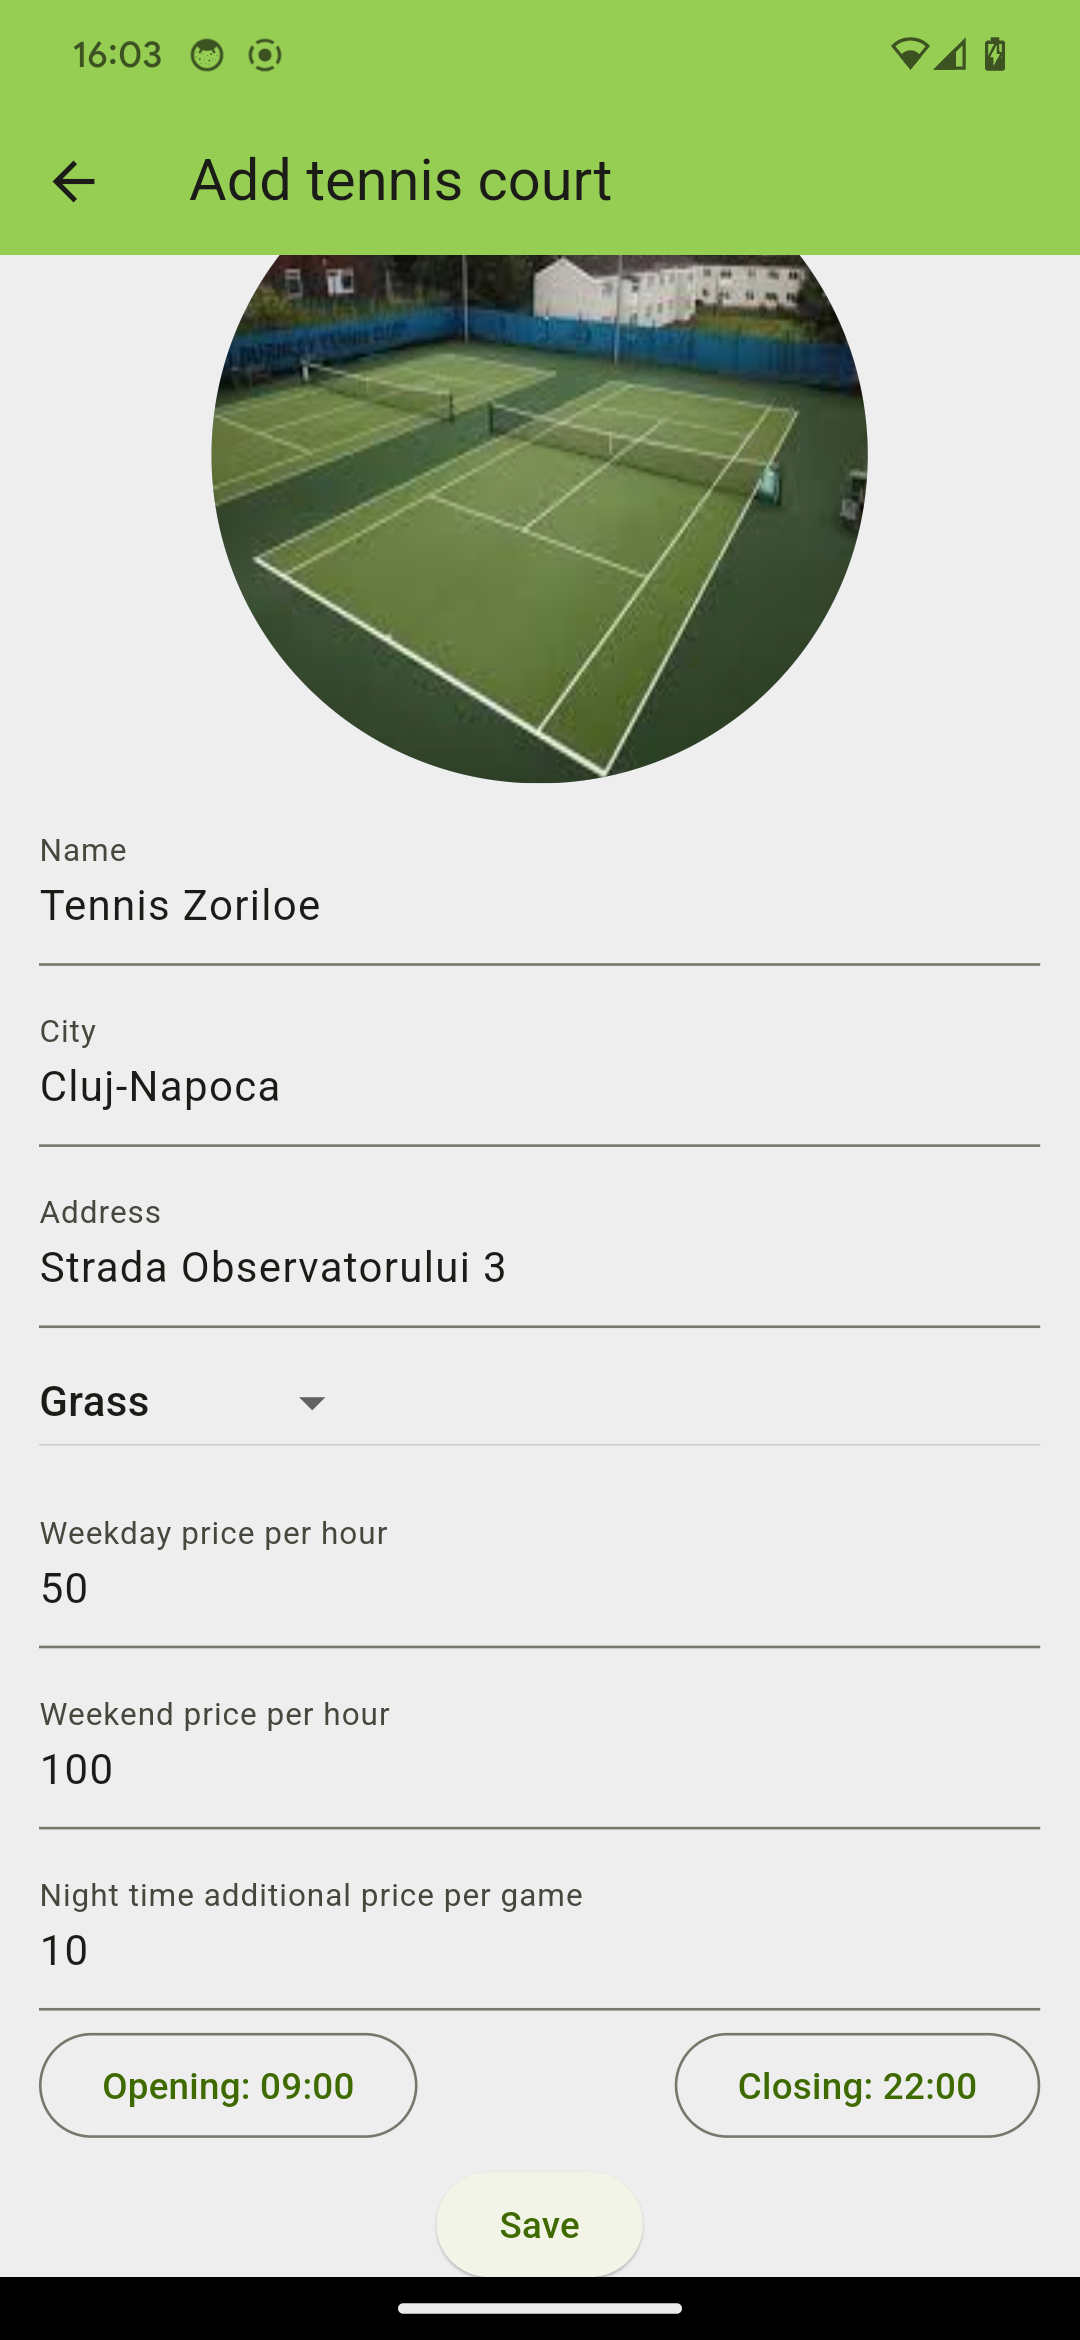 16:03
Add tennis court
TENNIS CLUB
Name
Tennis Zoriloe
City
Cluj-Napoca
Address
Strada Observatorului 3
Grass
Weekday price per hour
50
Weekend price per hour
100
Night time additional price per game
10
Opening: 09:00
Closing: 22:00
Save